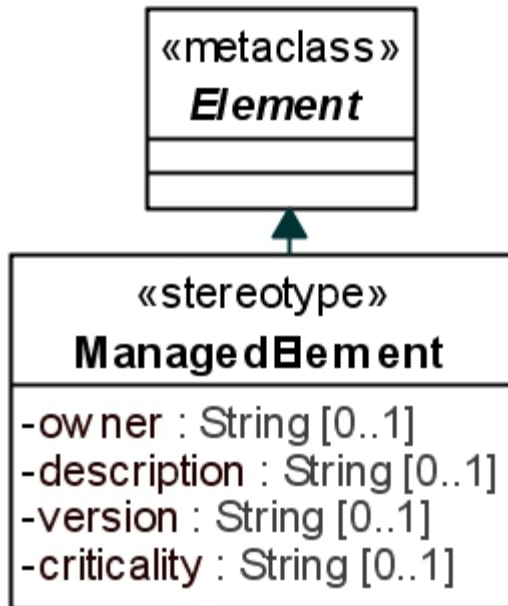 «metaclass»
Element
«stereotype»
ManagedElement
-owner : String [0..1]
-description : String [0..1]
-version : String [0..1]
-criticality : String [0..1]